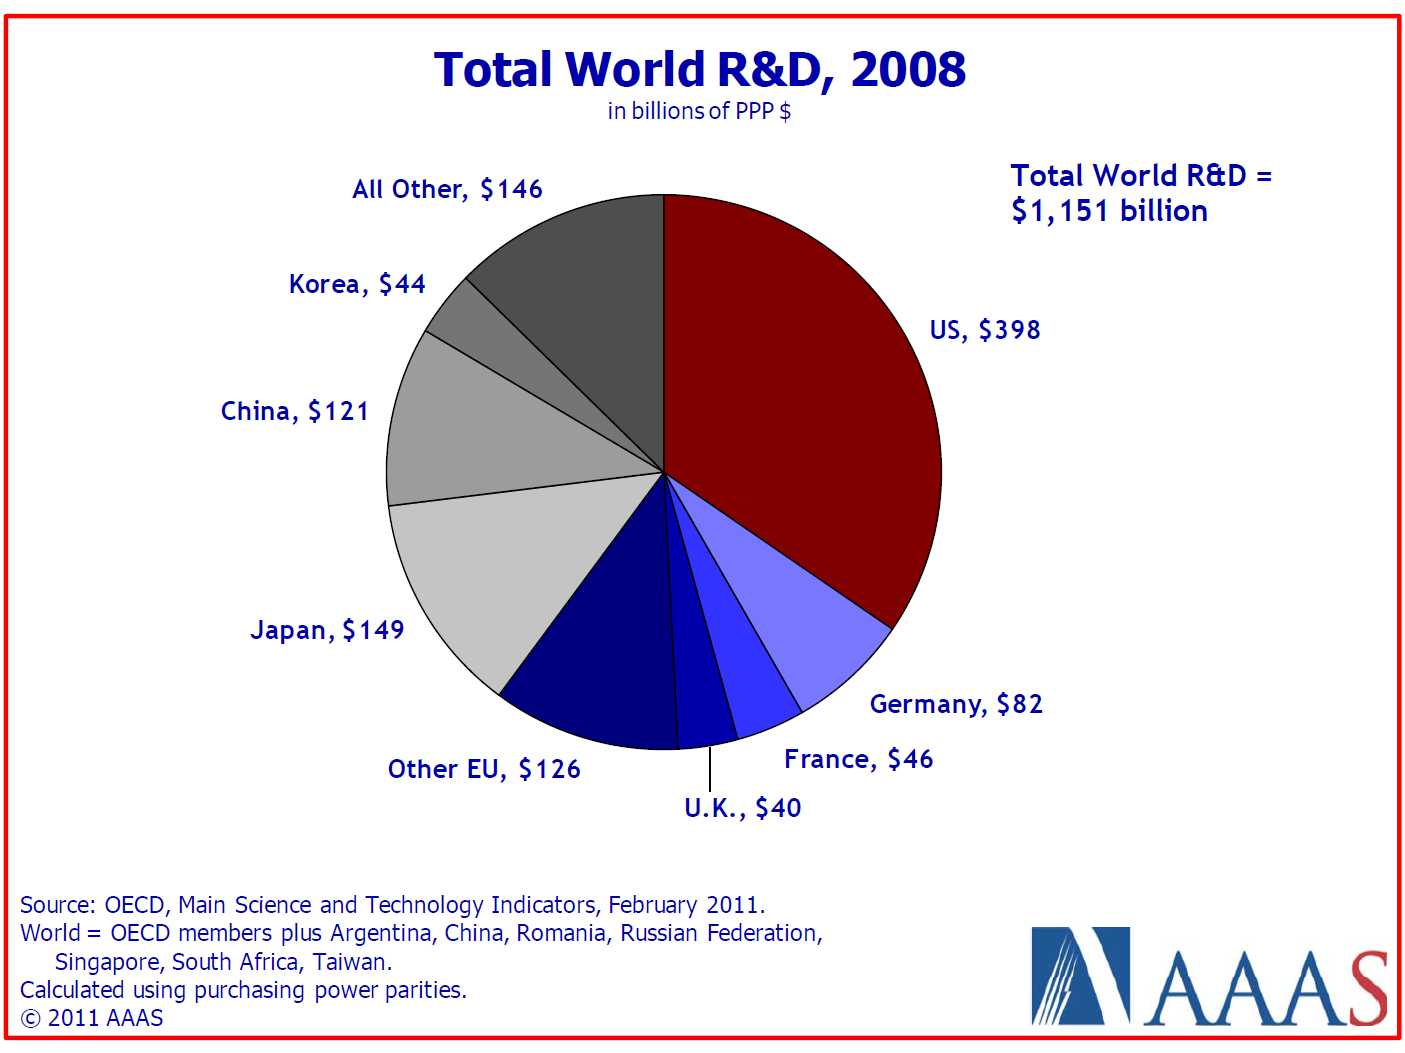 Total World R&D, 2008
in billions of PPP $
Total World R&D =
$1,151 billion
All Other, $146
Korea, $44
US, $398
China, $121
Japan, $149
Germany, $82
France, $46
Other EU, $126
U.K., $40
Source: OECD, Main Science and Technology Indicators, February 2011.
World = OECD members plus Argentina, China, Romania, Russian Federation,
Singapore, South Africa, Taiwan.
Calculated using purchasing power parities.
© 2011 AAAS
AAAS